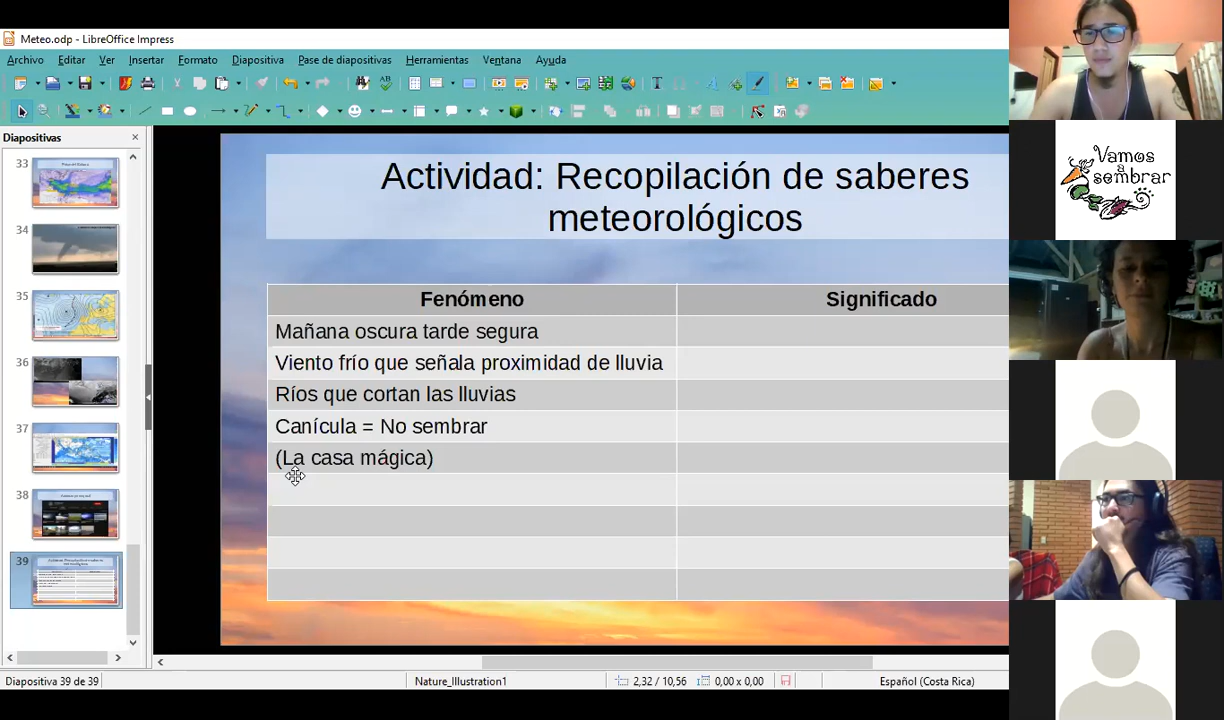 Meteo.odp - LibreOffice Impress
Archivo Editar Ver Insertar Formato Diapositiva Pase de diapositivas Herramientas Ventana Ayuda
Diapositivas
33
34
35
36
37
38
39
Actividad: Recopilación de saberes
meteorológicos
Fenómeno Significado
Mañana oscura tarde segura
Viento frío que señala proximidad de lluvia
Ríos que cortan las lluvias
Canícula = No sembrar
(La casa mágica)
Vamos
a
sembrar
Diapositiva 39 de 39 Nature_Illustration1 2,32 / 10,56 0,00 x 0,00 Español (Costa Rica)